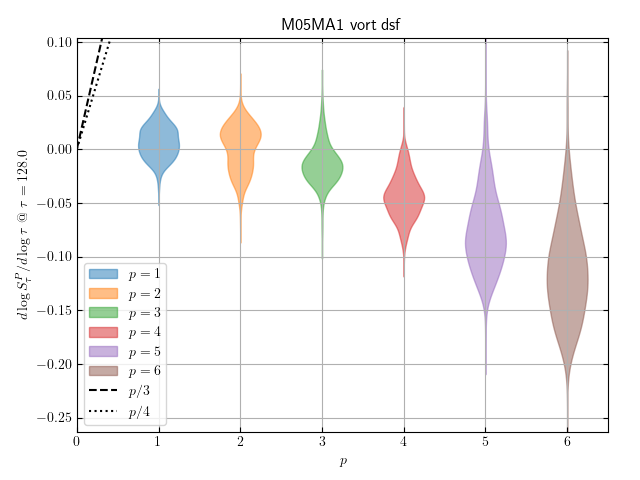 M05MA1 vort dsf
0.10
0.05
0.00
−0.05
−0.10
−0.15
−0.20
−0.25
d log S_τ^P / d log τ @ τ = 128.0
p = 1
p = 2
p = 3
p = 4
p = 5
p = 6
p/3
p/4
0 1 2 3 4 5 6
p